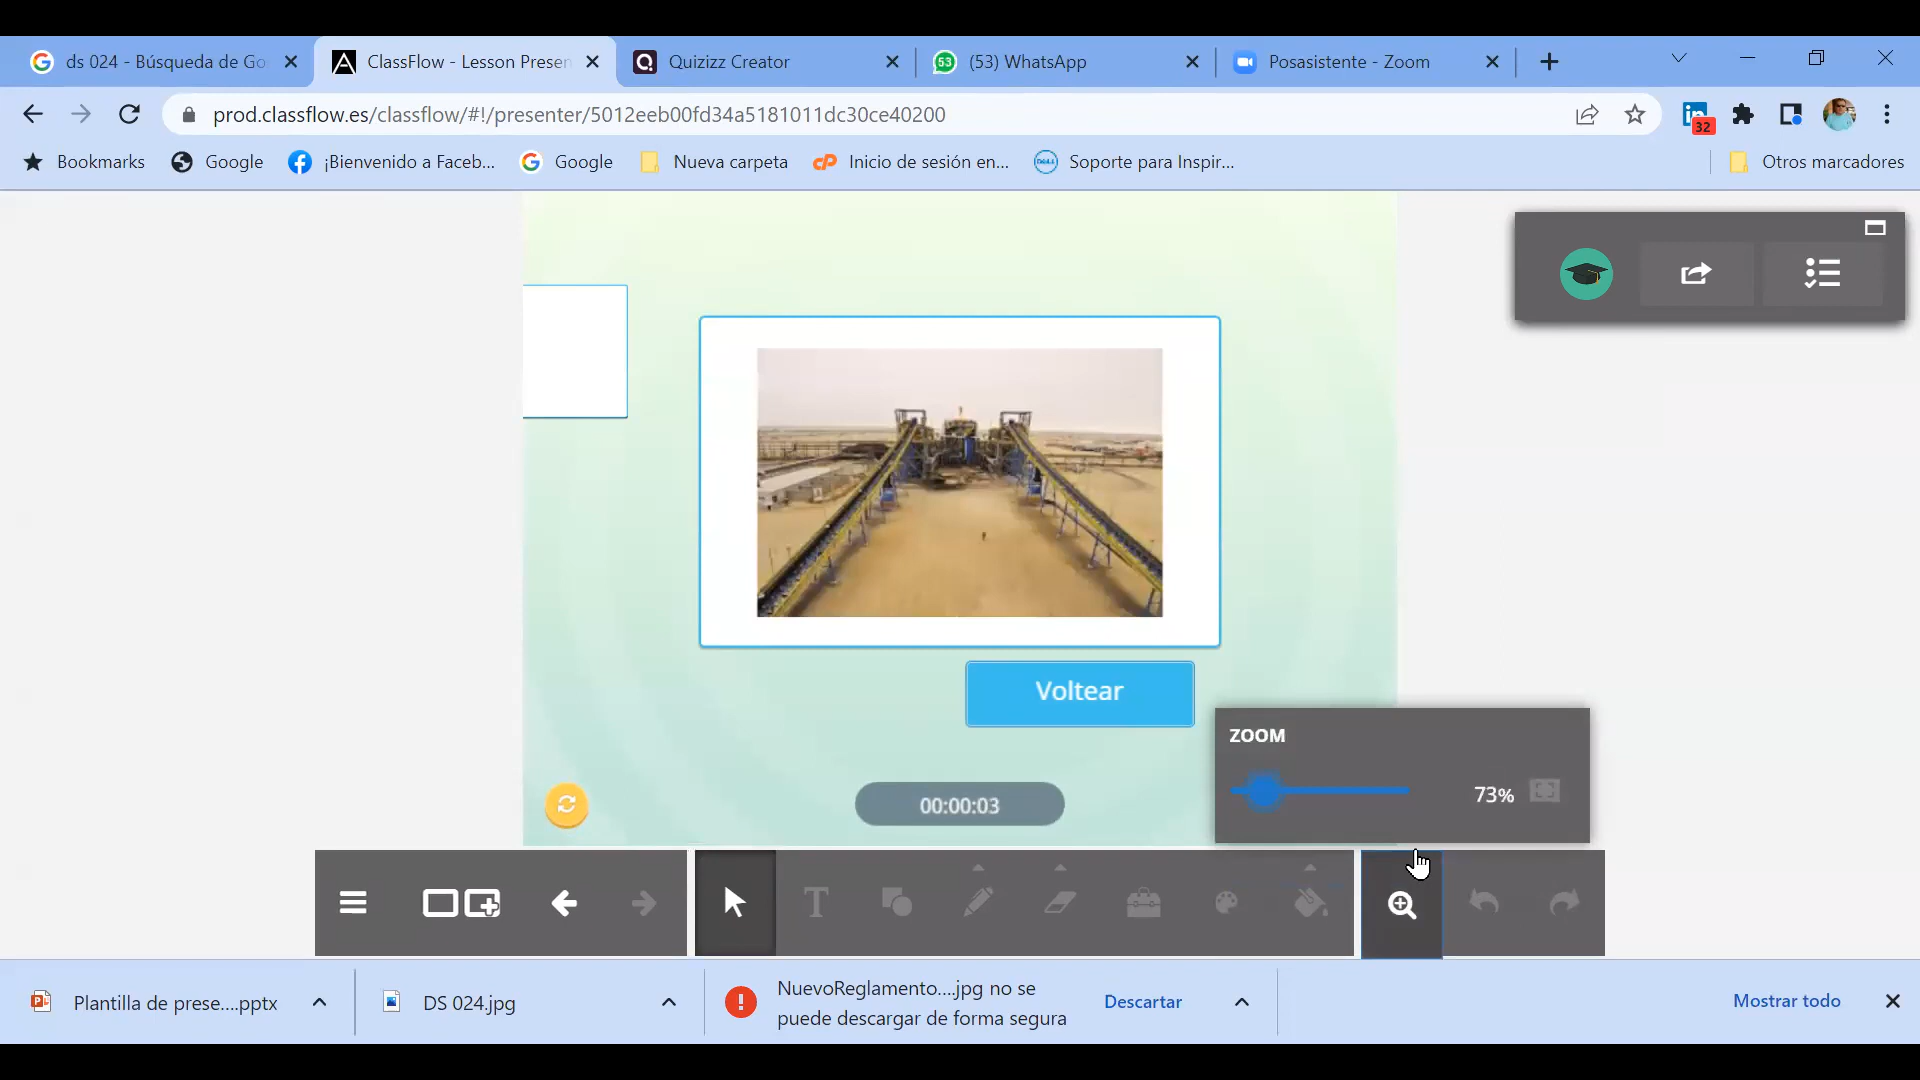 ds 024 - Búsqueda de Go
ClassFlow - Lesson Presen
Quizizz Creator
53
(53) WhatsApp
Posasistente - Zoom
prod.classflow.es/classflow/#!/presenter/5012eeb00fd34a5181011dc30ce40200
32
Bookmarks
Google
¡Bienvenido a Faceb...
Google
Nueva carpeta
Inicio de sesión en...
DELL
Soporte para Inspir...
Otros marcadores
Voltear
ZOOM
73%
00:00:03
T
Plantilla de prese....pptx
DS 024.jpg
NuevoReglamento....jpg no se
puede descargar de forma segura
Descartar
Mostrar todo